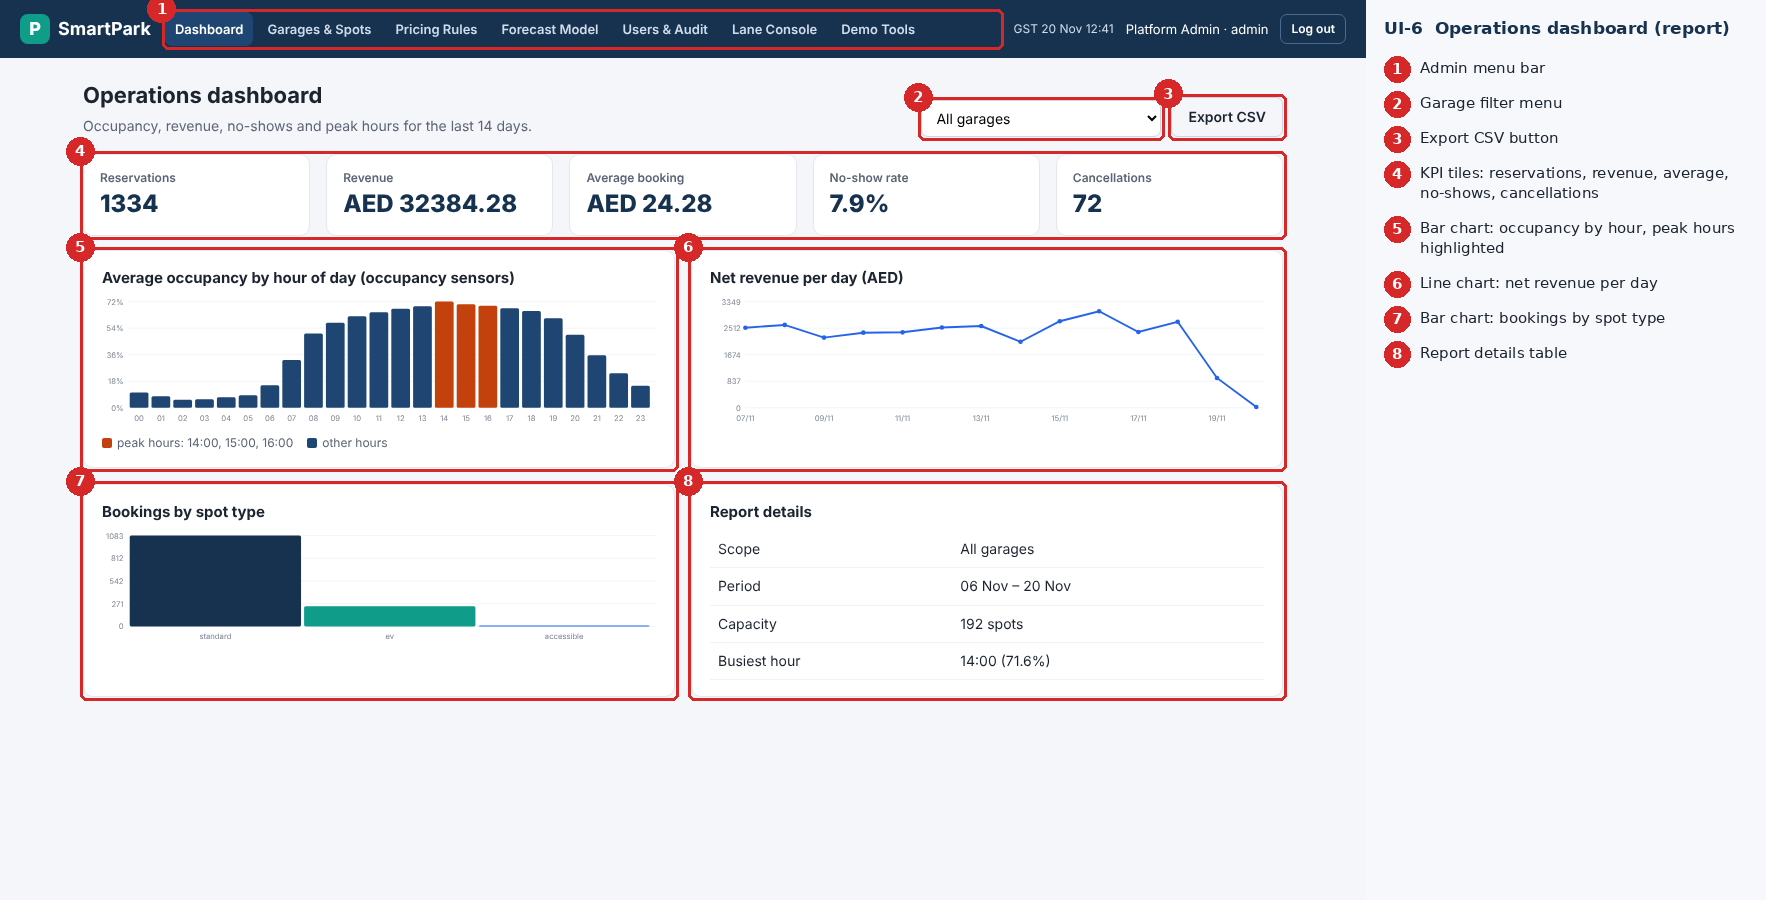 1
P SmartPark Dashboard Garages & Spots Pricing Rules Forecast Model Users & Audit Lane Console Demo Tools GST 20 Nov 12:41 Platform Admin · admin Log out
Operations dashboard
Occupancy, revenue, no-shows and peak hours for the last 14 days.
2
All garages
3
Export CSV
4
Reservations
1334
Revenue
AED 32384.28
Average booking
AED 24.28
No-show rate
7.9%
Cancellations
72
5
Average occupancy by hour of day (occupancy sensors)
72%
54%
36%
18%
0%
00 01 02 03 04 05 06 07 08 09 10 11 12 13 14 15 16 17 18 19 20 21 22 23
peak hours: 14:00, 15:00, 16:00 other hours
6
Net revenue per day (AED)
3349
2512
1674
837
0
07/11 09/11 11/11 13/11 15/11 17/11 19/11
7
Bookings by spot type
1083
812
542
271
0
standard ev accessible
8
Report details
Scope All garages
Period 06 Nov – 20 Nov
Capacity 192 spots
Busiest hour 14:00 (71.6%)
UI-6 Operations dashboard (report)
1 Admin menu bar
2 Garage filter menu
3 Export CSV button
4 KPI tiles: reservations, revenue, average,
no-shows, cancellations
5 Bar chart: occupancy by hour, peak hours
highlighted
6 Line chart: net revenue per day
7 Bar chart: bookings by spot type
8 Report details table